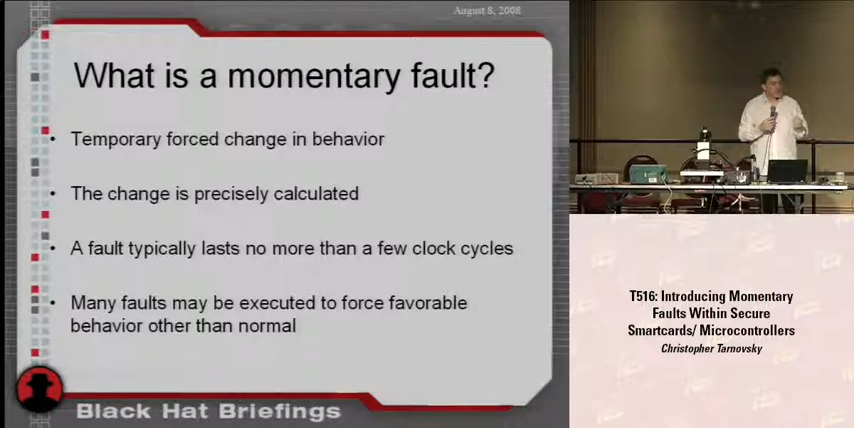 August 8, 2008
What is a momentary fault?
• Temporary forced change in behavior
• The change is precisely calculated
• A fault typically lasts no more than a few clock cycles
• Many faults may be executed to force favorable
behavior other than normal
Black Hat Briefings
T516: Introducing Momentary
Faults Within Secure
Smartcards/ Microcontrollers
Christopher Tarnovsky